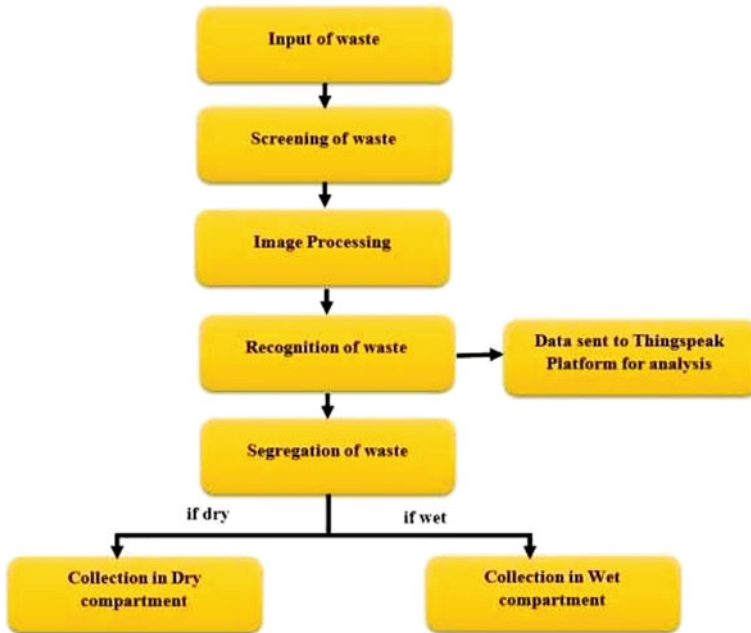 Input of waste
Screening of waste
Image Processing
Recognition of waste
Data sent to Thingspeak
Platform for analysis
Segregation of waste
if dry
if wet
Collection in Dry
compartment
Collection in Wet
compartment